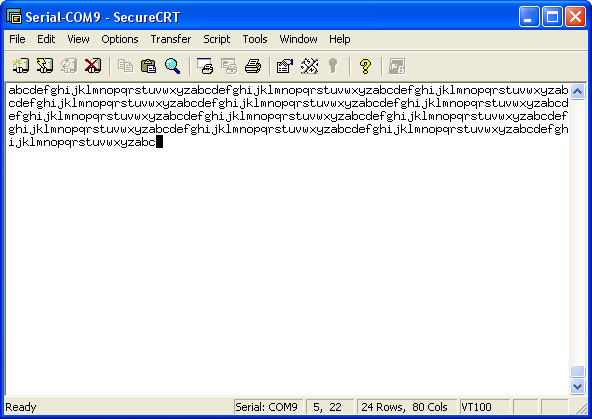 Serial-COM9 - SecureCRT
File Edit View Options Transfer Script Tools Window Help
abcdefghijklmnopqrstuvwxyzabcdefghijklmnopqrstuvwxyzabcdefghijklmnopqrstuvwxyzab
cdefghijklmnopqrstuvwxyzabcdefghijklmnopqrstuvwxyzabcdefghijklmnopqrstuvwxyzabcd
efghijklmnopqrstuvwxyzabcdefghijklmnopqrstuvwxyzabcdefghijklmnopqrstuvwxyzabcdef
ghijklmnopqrstuvwxyzabcdefghijklmnopqrstuvwxyzabcdefghijklmnopqrstuvwxyzabcdefgh
ijklmnopqrstuvwxyzabc
Ready Serial: COM9 5, 22 24 Rows, 80 Cols VT100